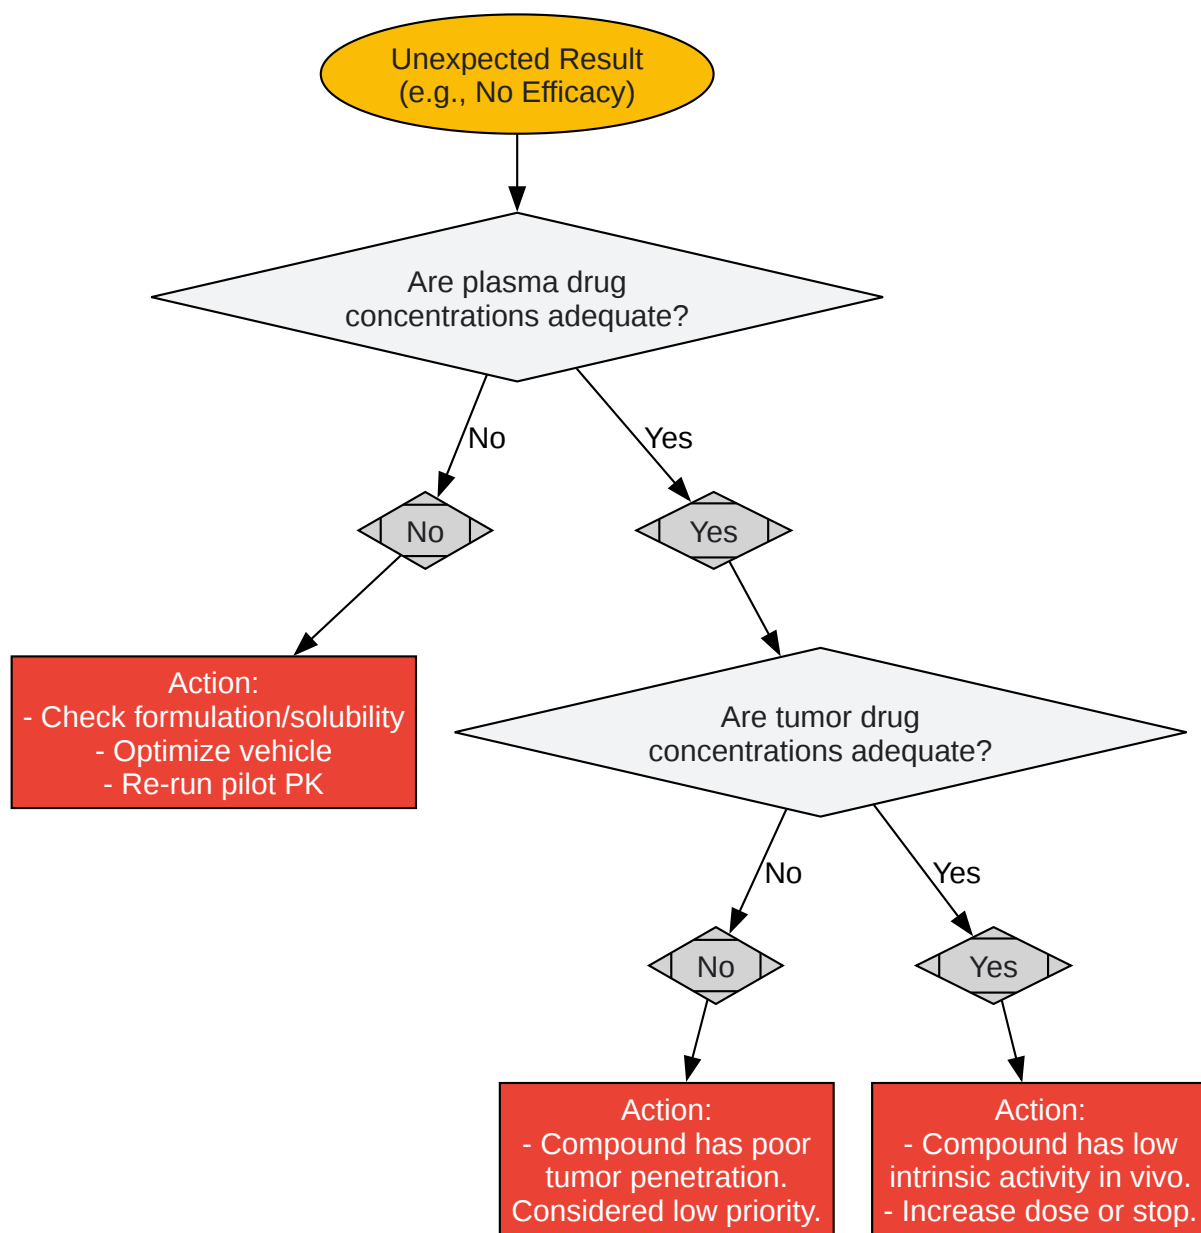 Unexpected Result
(e.g., No Efficacy)
Are plasma drug
concentrations adequate?
No
Yes
No
Yes
Action:
- Check formulation/solubility
- Optimize vehicle
- Re-run pilot PK
Are tumor drug
concentrations adequate?
No
Yes
No
Yes
Action:
- Compound has poor
tumor penetration.
Considered low priority.
Action:
- Compound has low
intrinsic activity in vivo.
- Increase dose or stop.